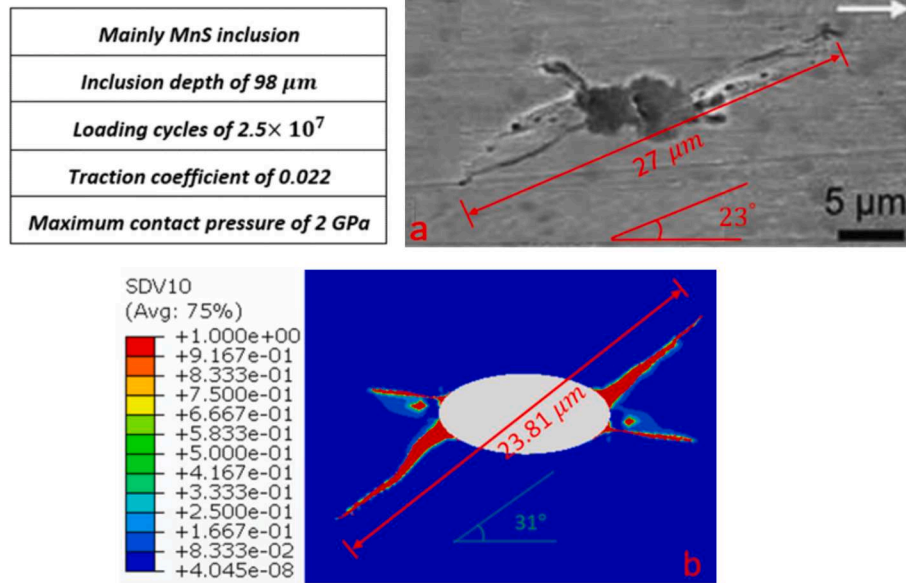 Mainly MnS inclusion
Inclusion depth of 98 μm
Loading cycles of 2.5× 10⁷
Traction coefficient of 0.022
Maximum contact pressure of 2 GPa
27 μm
23°
5 μm
a
SDV10
(Avg: 75%)
+1.000e+00
+9.167e-01
+8.333e-01
+7.500e-01
+6.667e-01
+5.833e-01
+5.000e-01
+4.167e-01
+3.333e-01
+2.500e-01
+1.667e-01
+8.333e-02
+4.045e-08
23.81 μm
31°
b